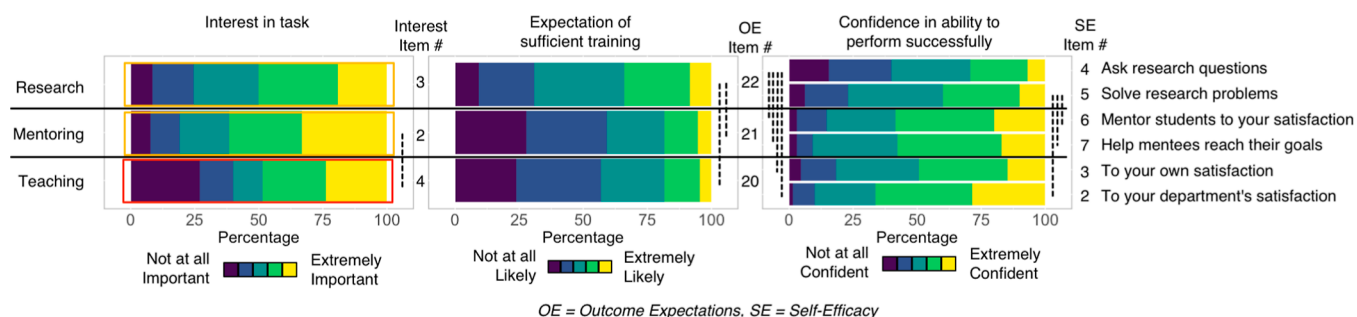 Interest in task
Interest
Item #
Expectation of
sufficient training
OE
Item #
Confidence in ability to
perform successfully
SE
Item #
Research
3
22
4 Ask research questions
5 Solve research problems
Mentoring
2
21
6 Mentor students to your satisfaction
7 Help mentees reach their goals
Teaching
4
20
3 To your own satisfaction
2 To your department's satisfaction
0 25 50 75 100
Percentage
0 25 50 75 100
Percentage
0 25 50 75 100
Percentage
Not at all
Important
Extremely
Important
Not at all
Likely
Extremely
Likely
Not at all
Confident
Extremely
Confident
OE = Outcome Expectations, SE = Self-Efficacy